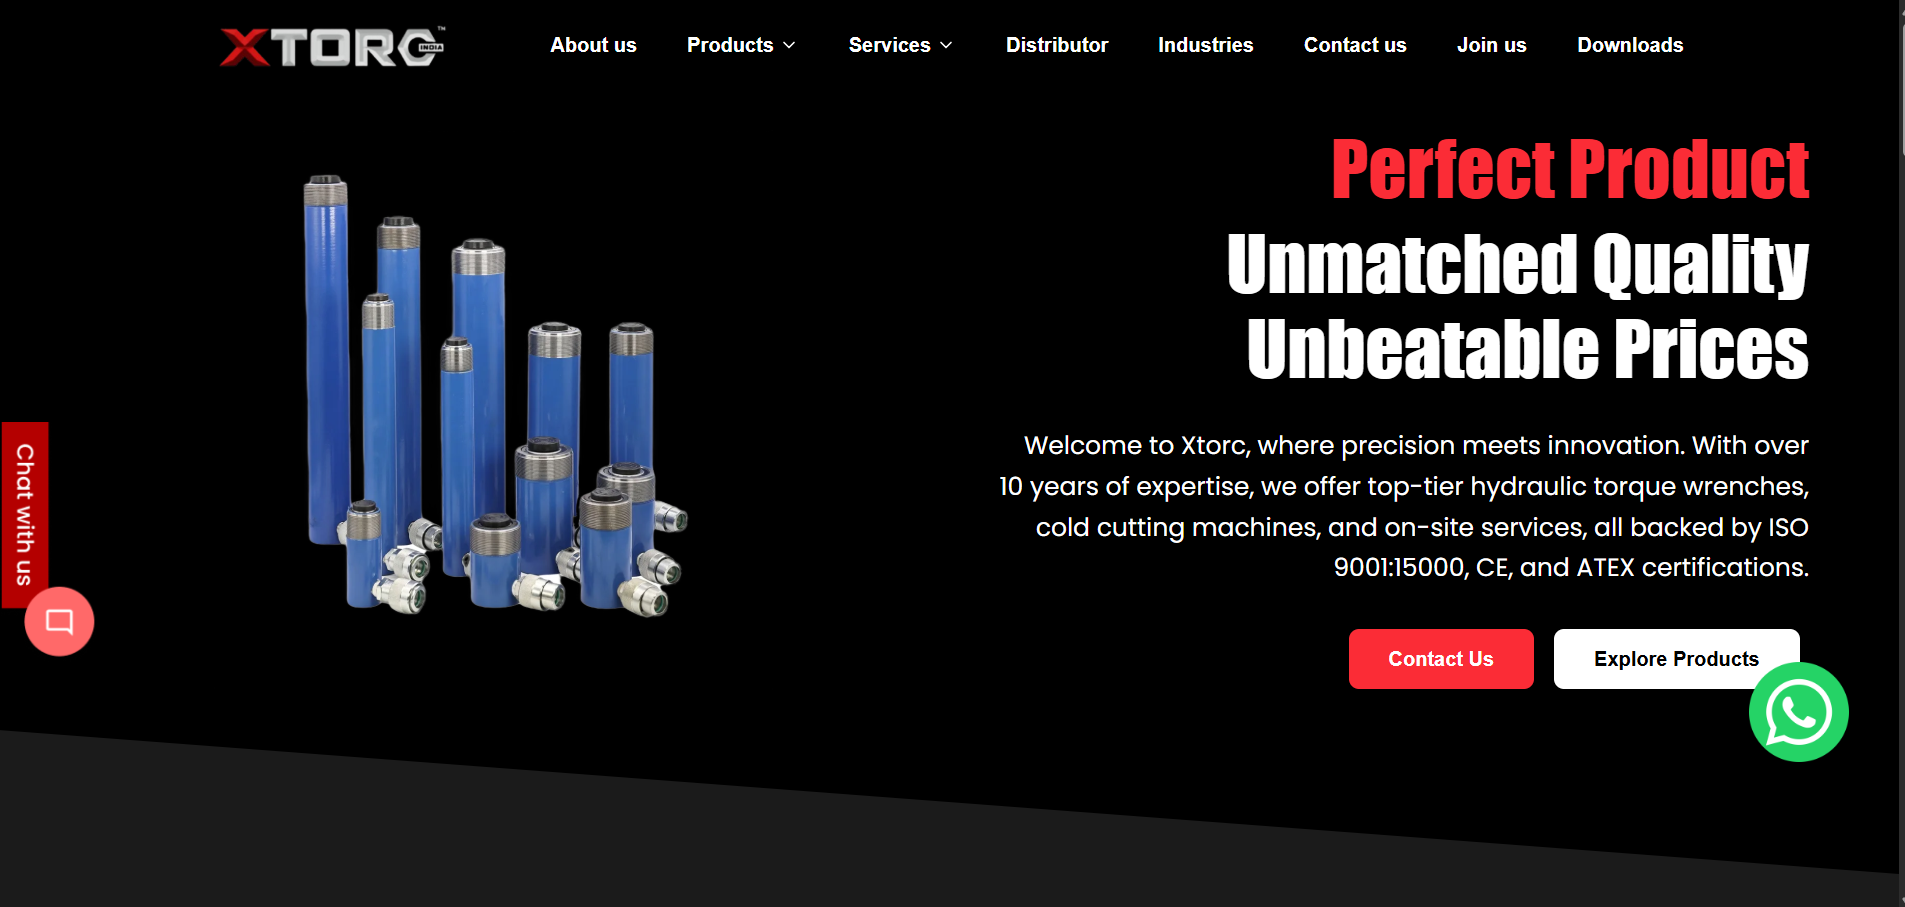 XTORC INDIA ™
About us
Products
Services
Distributor
Industries
Contact us
Join us
Downloads
Perfect Product
Unmatched Quality
Unbeatable Prices
Welcome to Xtorc, where precision meets innovation. With over
10 years of expertise, we offer top-tier hydraulic torque wrenches,
cold cutting machines, and on-site services, all backed by ISO
9001:15000, CE, and ATEX certifications.
Contact Us
Explore Products
Chat with us